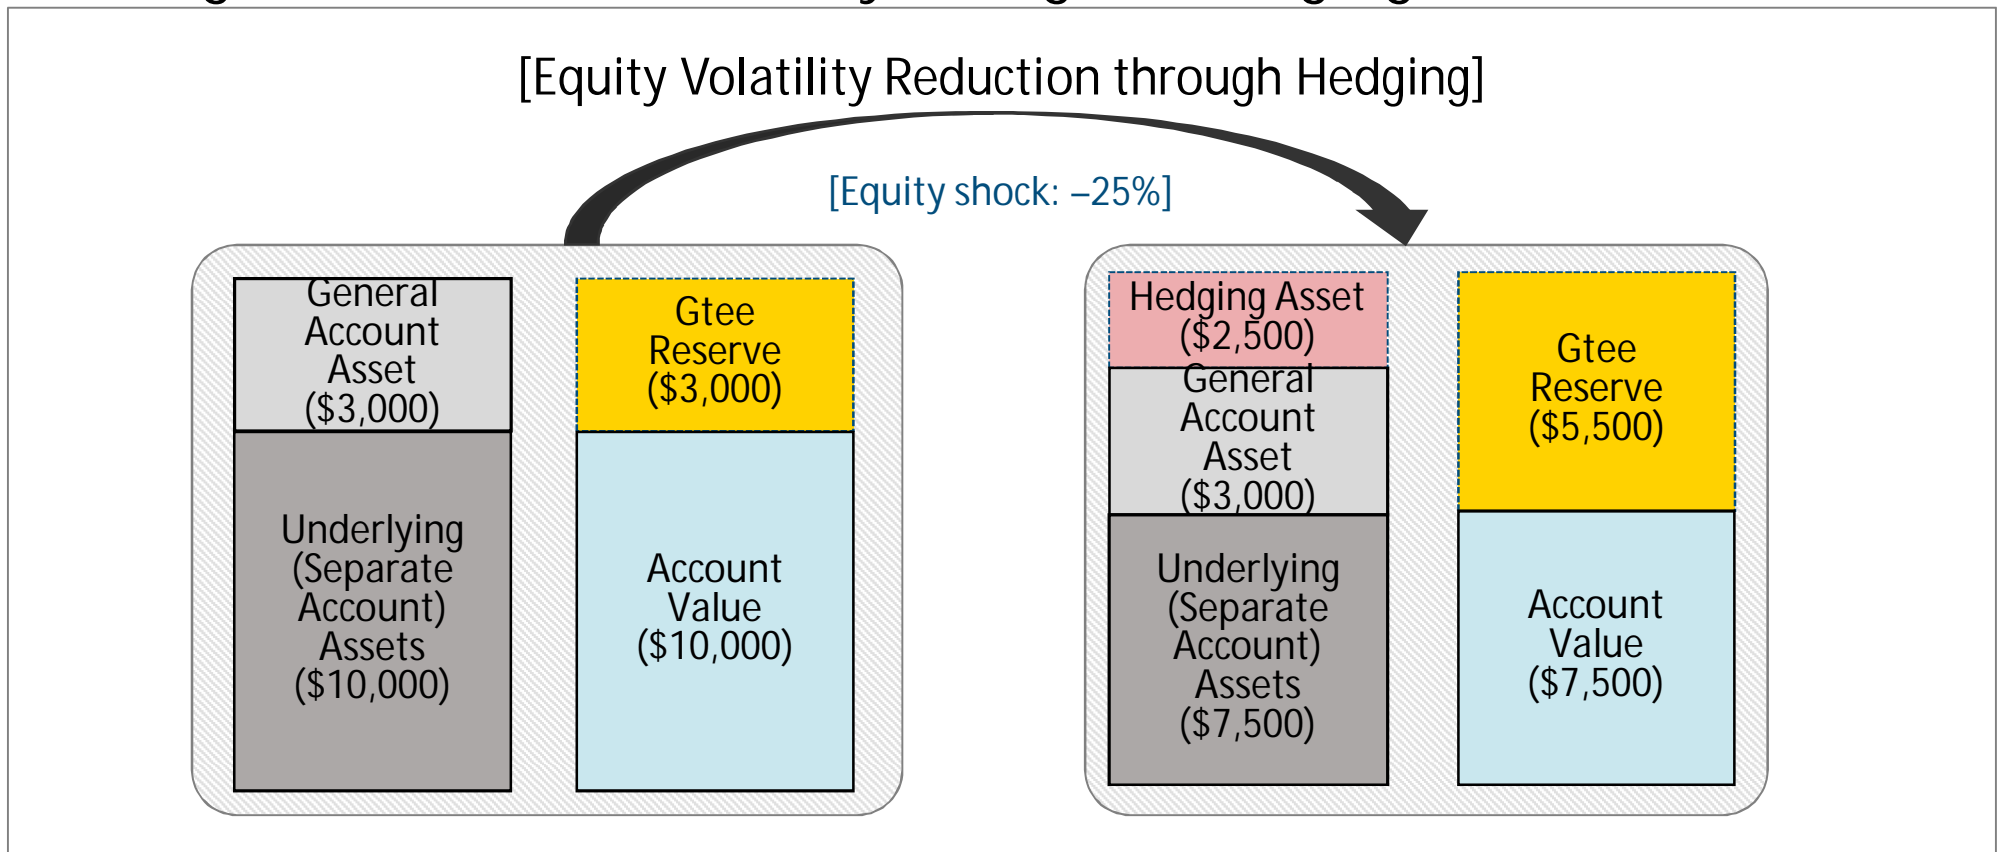 [Equity Volatility Reduction through Hedging]
[Equity shock: –25%]
General
Account
Asset
($3,000)
Underlying
(Separate
Account)
Assets
($10,000)
Gtee
Reserve
($3,000)
Account
Value
($10,000)
Hedging Asset
($2,500)
General
Account
Asset
($3,000)
Underlying
(Separate
Account)
Assets
($7,500)
Gtee
Reserve
($5,500)
Account
Value
($7,500)